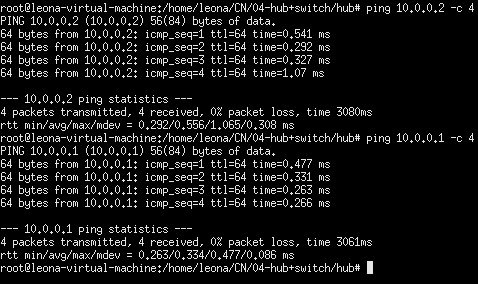 root@leona-virtual-machine:/home/leona/CN/04-hub+switch/hub# ping 10.0.0.2 -c 4
PING 10.0.0.2 (10.0.0.2) 56(84) bytes of data.
64 bytes from 10.0.0.2: icmp_seq=1 ttl=64 time=0.541 ms
64 bytes from 10.0.0.2: icmp_seq=2 ttl=64 time=0.292 ms
64 bytes from 10.0.0.2: icmp_seq=3 ttl=64 time=0.327 ms
64 bytes from 10.0.0.2: icmp_seq=4 ttl=64 time=1.07 ms
--- 10.0.0.2 ping statistics ---
4 packets transmitted, 4 received, 0% packet loss, time 3080ms
rtt min/avg/max/mdev = 0.292/0.556/1.065/0.308 ms
root@leona-virtual-machine:/home/leona/CN/04-hub+switch/hub# ping 10.0.0.1 -c 4
PING 10.0.0.1 (10.0.0.1) 56(84) bytes of data.
64 bytes from 10.0.0.1: icmp_seq=1 ttl=64 time=0.477 ms
64 bytes from 10.0.0.1: icmp_seq=2 ttl=64 time=0.331 ms
64 bytes from 10.0.0.1: icmp_seq=3 ttl=64 time=0.263 ms
64 bytes from 10.0.0.1: icmp_seq=4 ttl=64 time=0.266 ms
--- 10.0.0.1 ping statistics ---
4 packets transmitted, 4 received, 0% packet loss, time 3061ms
rtt min/avg/max/mdev = 0.263/0.334/0.477/0.086 ms
root@leona-virtual-machine:/home/leona/CN/04-hub+switch/hub#